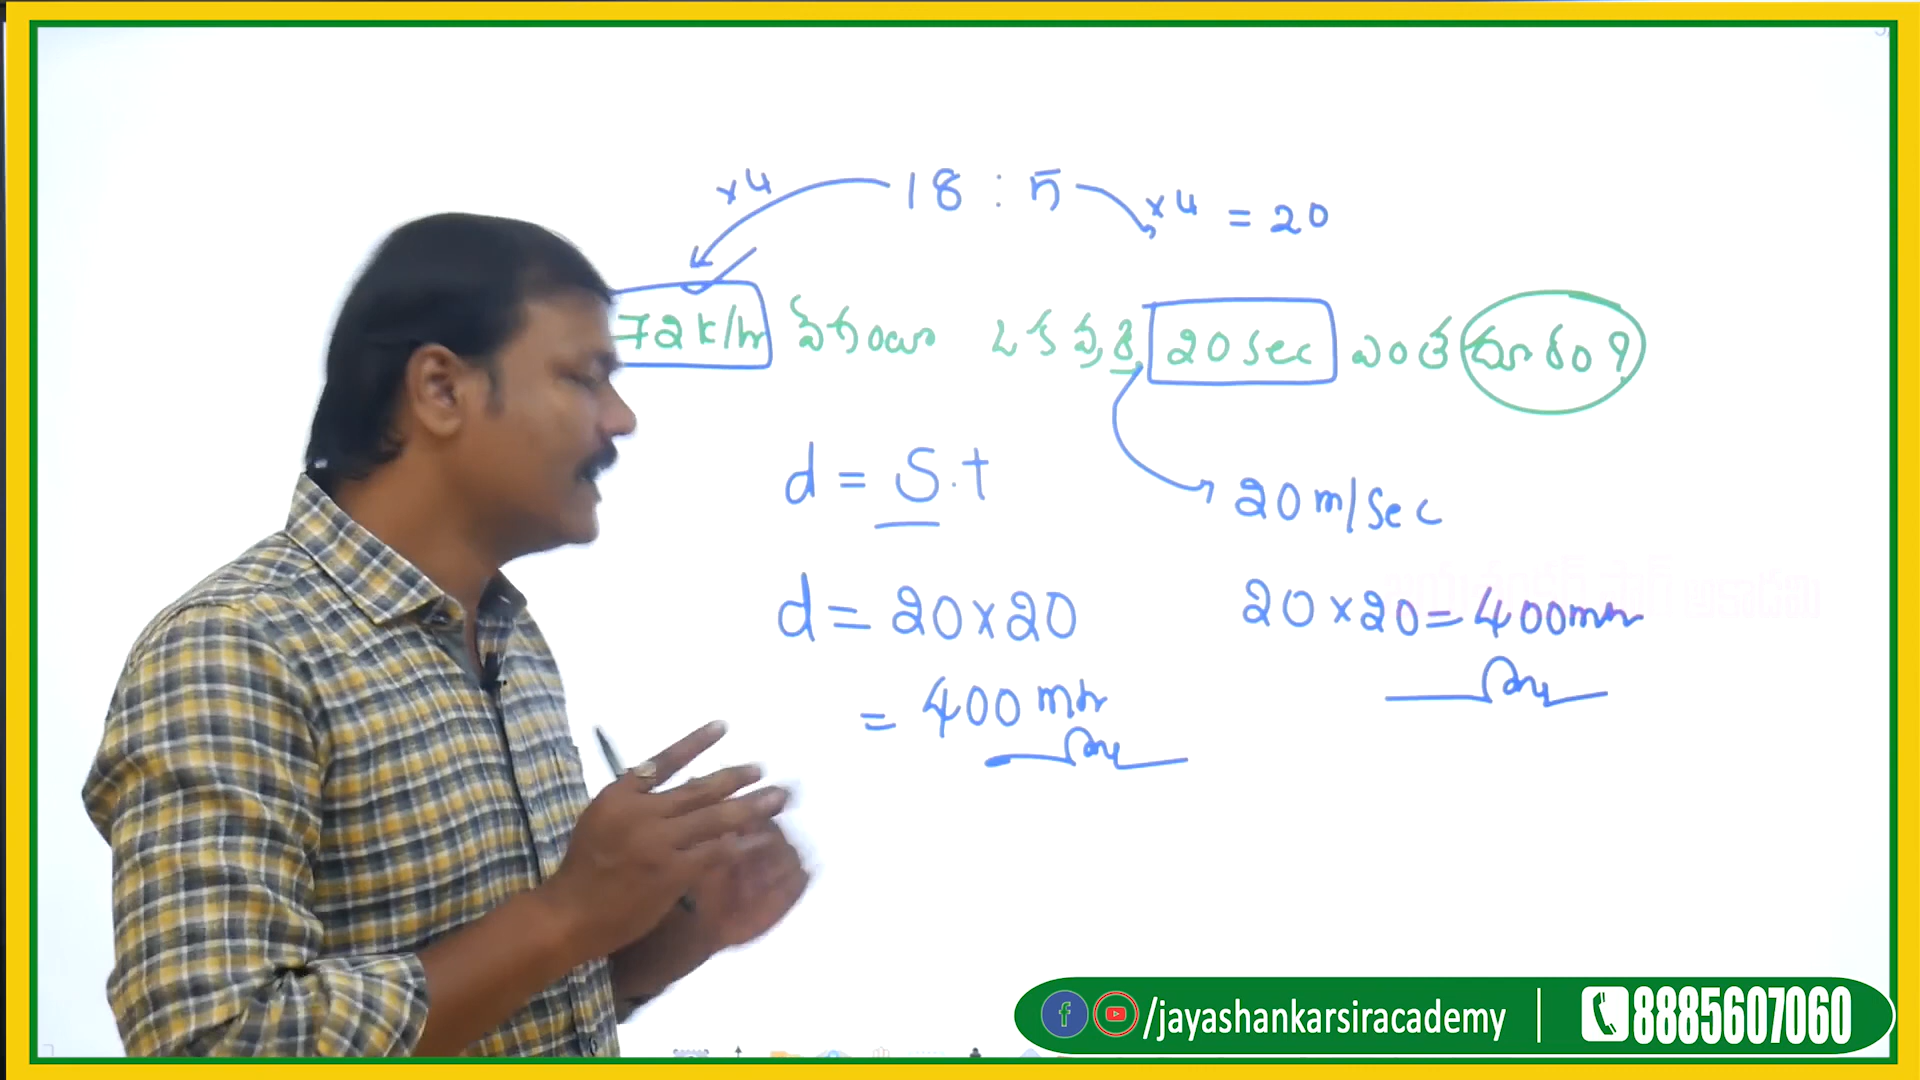 ×4 18 : 5 ×4 = 20
72 k/hr వేగంతో ఒక వ్యక్తి 20 sec ఎంత దూరం?
d = S.t
20 m/sec
d = 20 × 20
20 × 20 = 400 mtr
= 400 mtr
/jayashankarsiracademy | 8885607060